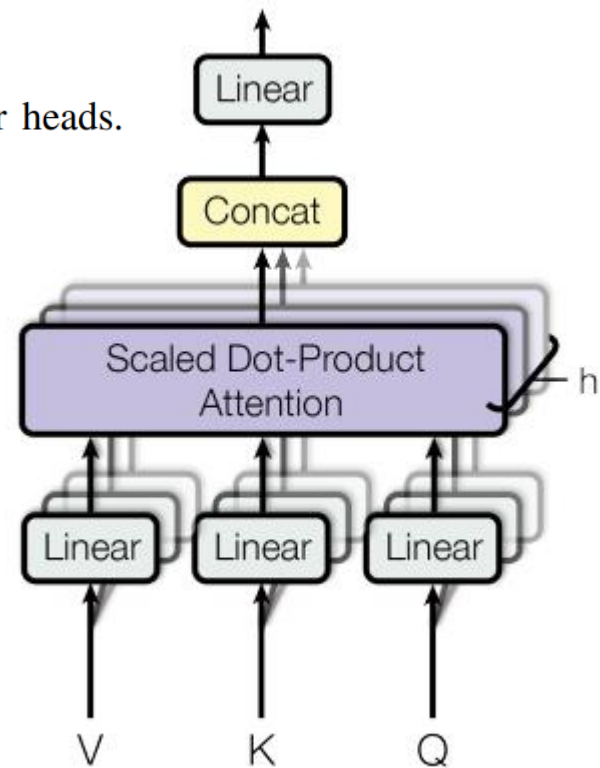 Linear
r heads.
Concat
Scaled Dot-Product
Attention
h
Linear Linear Linear
V K Q